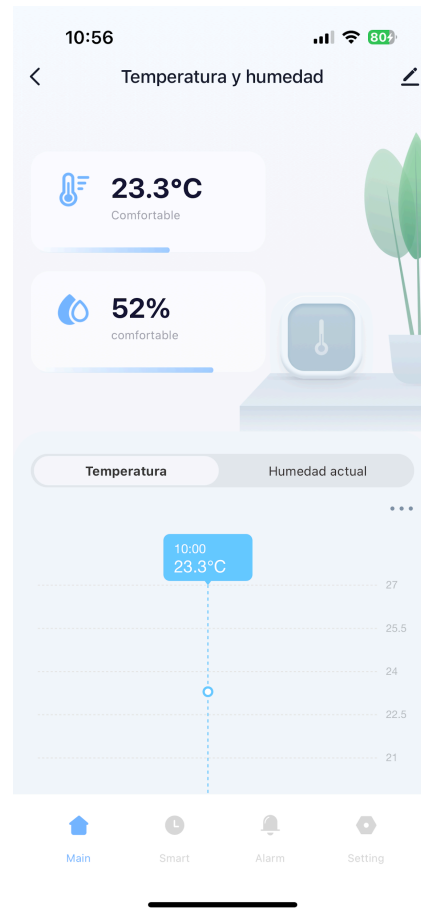 10:56
80
Temperatura y humedad
23.3°C
Comfortable
52%
comfortable
Temperatura
Humedad actual
10:00
23.3°C
27
25.5
24
22.5
21
Main
Smart
Alarm
Setting